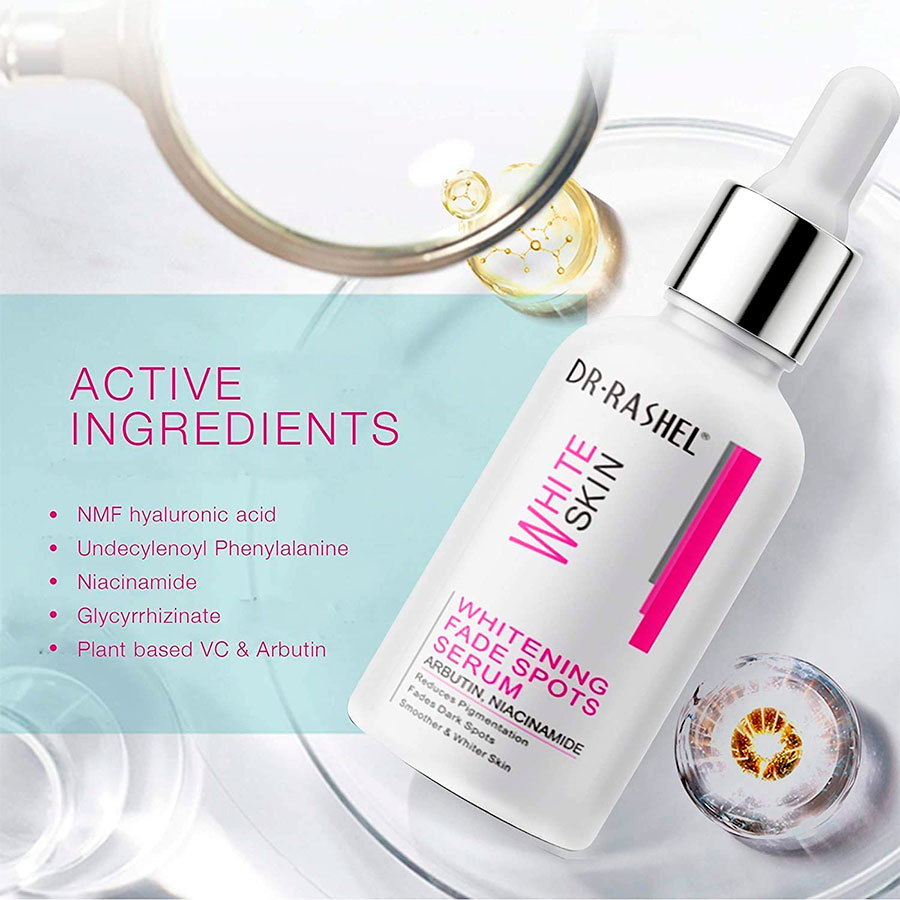 ACTIVE
INGREDIENTS
• NMF hyaluronic acid
• Undecylenoyl Phenylalanine
• Niacinamide
• Glycyrrhizinate
• Plant based VC & Arbutin
DR·RASHEL®
WHITE
SKIN
WHITENING
FADE SPOTS
SERUM
ARBUTIN, NIACINAMIDE
Reduces Pigmentation
Fades Dark Spots
Smoother & Whiter Skin